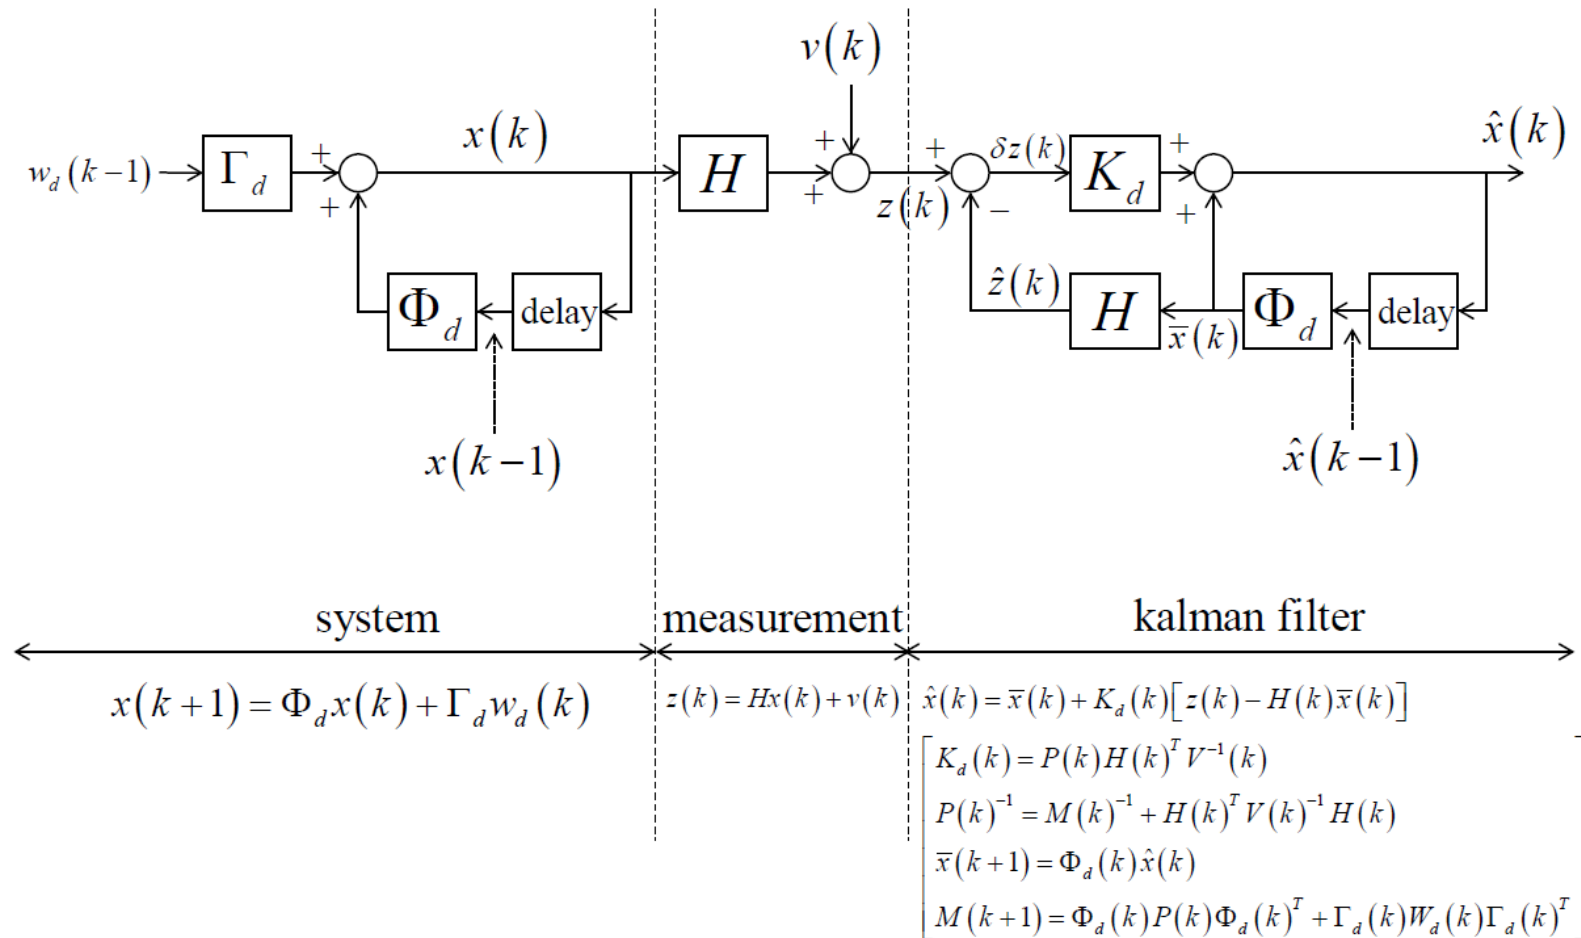 v(k)
x(k)
x̂(k)
w_d(k−1)
Γ_d
+
+
H
+
+
z(k)
+
−
δz(k)
K_d
+
+
Φ_d
delay
ẑ(k)
H
x̄(k)
Φ_d
delay
x(k−1)
x̂(k−1)
system
measurement
kalman filter
x(k+1) = Φ_d x(k) + Γ_d w_d(k)
z(k) = Hx(k) + v(k)
x̂(k) = x̄(k) + K_d(k)[z(k) − H(k)x̄(k)]
K_d(k) = P(k)H(k)^T V^{-1}(k)
P(k)^{-1} = M(k)^{-1} + H(k)^T V(k)^{-1} H(k)
x̄(k+1) = Φ_d(k)x̂(k)
M(k+1) = Φ_d(k)P(k)Φ_d(k)^T + Γ_d(k)W_d(k)Γ_d(k)^T